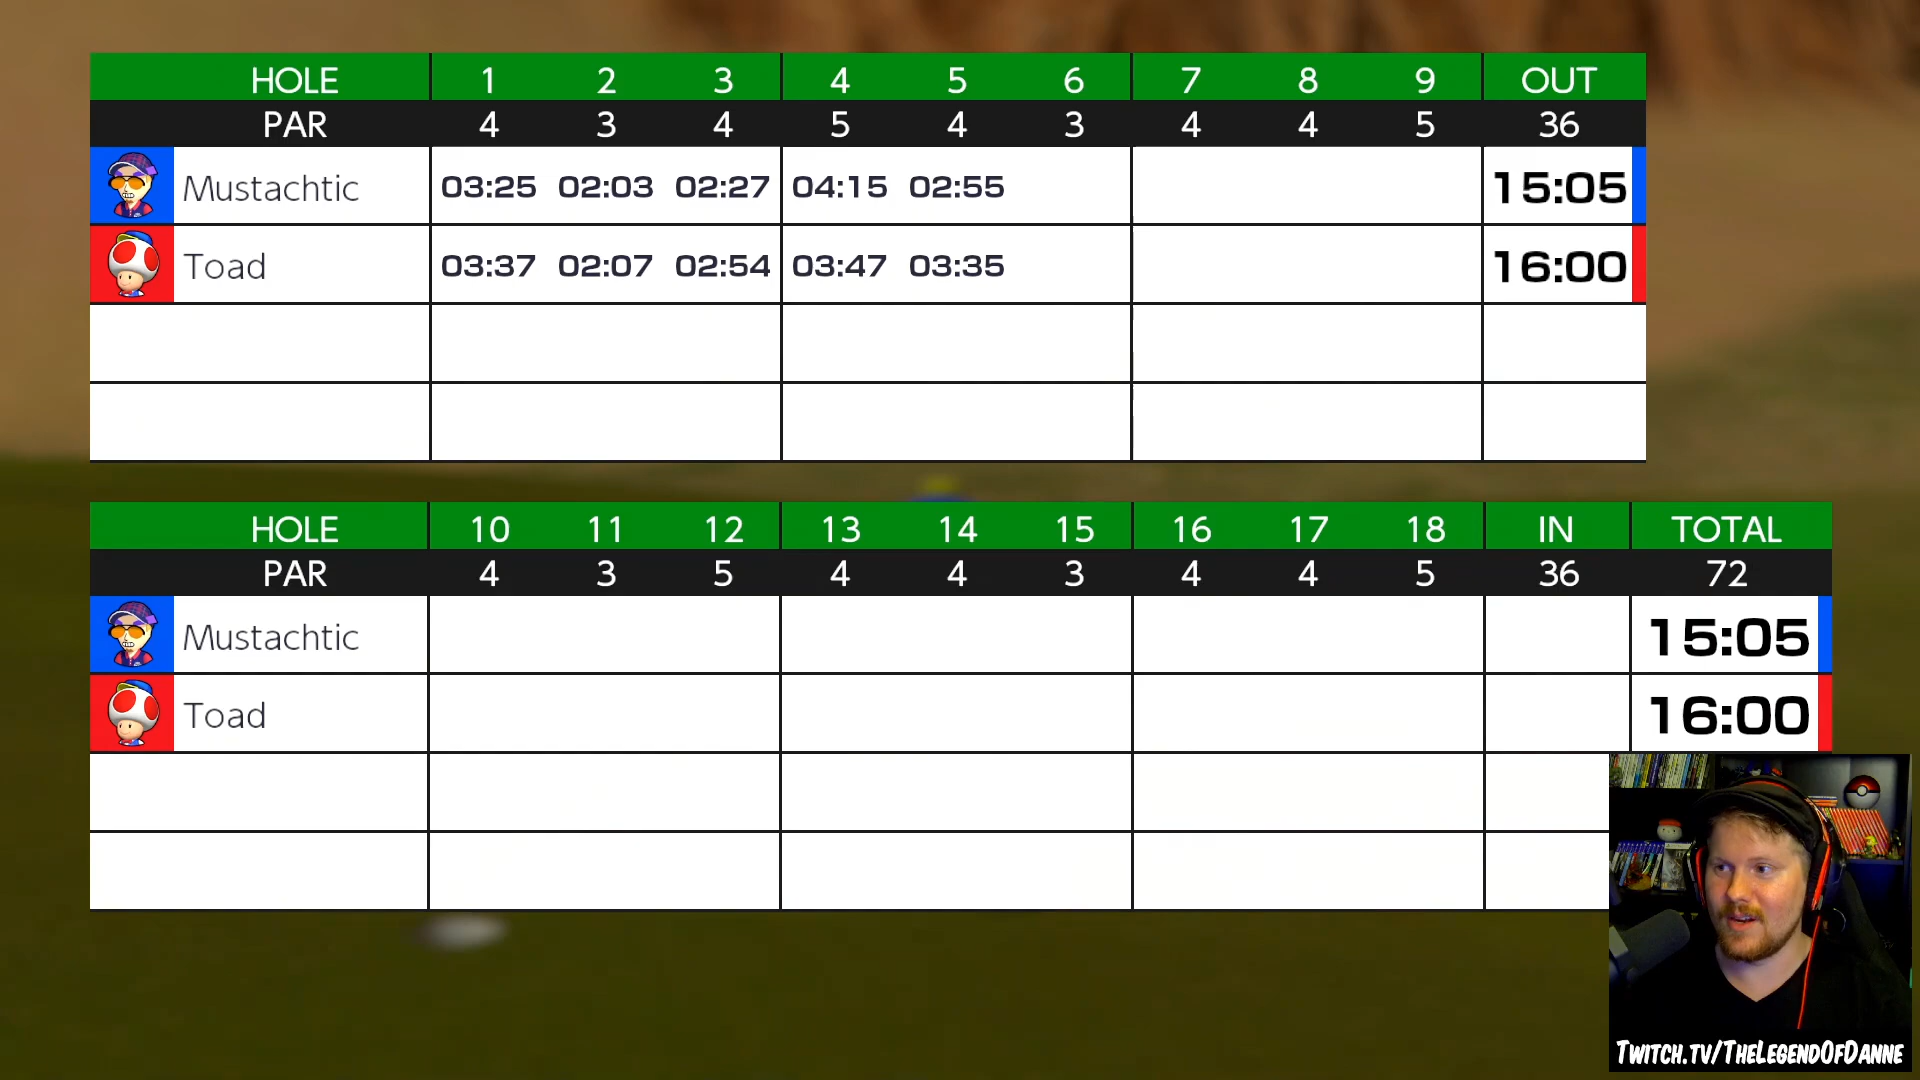 HOLE 1 2 3 4 5 6 7 8 9 OUT
PAR 4 3 4 5 4 3 4 4 5 36
Mustachtic 03:25 02:03 02:27 04:15 02:55 15:05
Toad 03:37 02:07 02:54 03:47 03:35 16:00
HOLE 10 11 12 13 14 15 16 17 18 IN TOTAL
PAR 4 3 5 4 4 3 4 4 5 36 72
Mustachtic 15:05
Toad 16:00
TWITCH.TV/THELEGENDOFDANNE